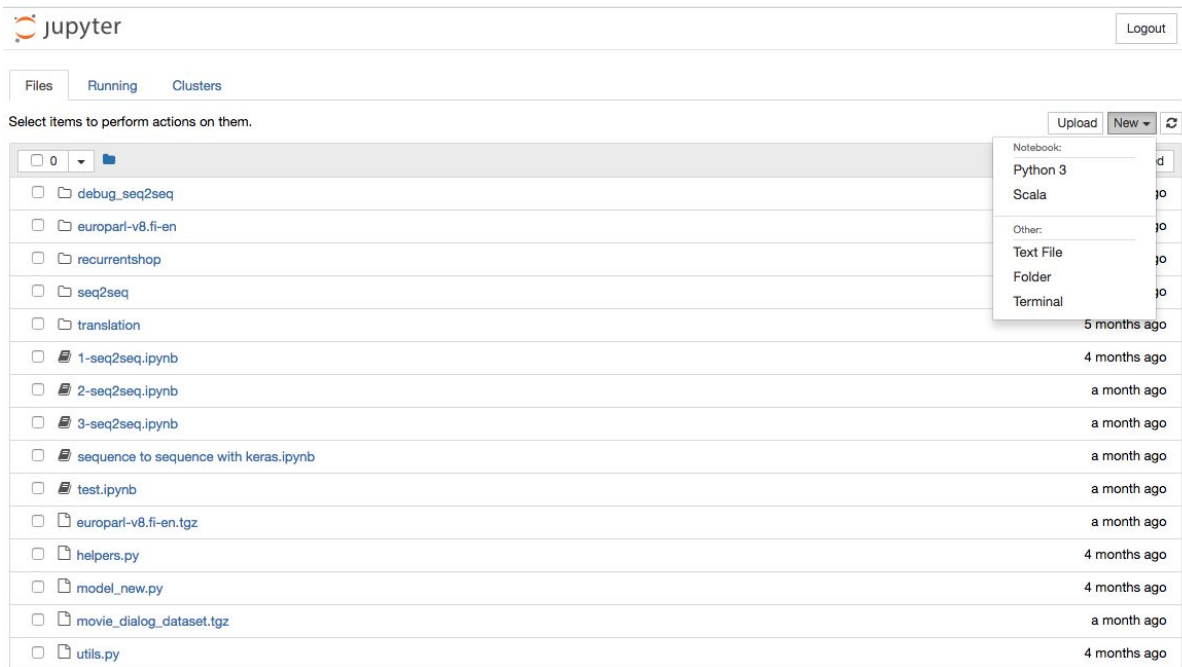 jupyter
Logout
Files Running Clusters
Select items to perform actions on them.
Upload New
0
Notebook:
Python 3
Scala
Other:
Text File
Folder
Terminal
debug_seq2seq
europarl-v8.fi-en
recurrentshop
seq2seq
translation 5 months ago
1-seq2seq.ipynb 4 months ago
2-seq2seq.ipynb a month ago
3-seq2seq.ipynb a month ago
sequence to sequence with keras.ipynb a month ago
test.ipynb a month ago
europarl-v8.fi-en.tgz a month ago
helpers.py 4 months ago
model_new.py 4 months ago
movie_dialog_dataset.tgz a month ago
utils.py 4 months ago